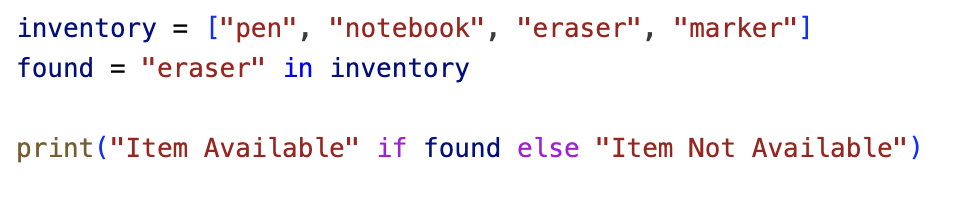 inventory = ["pen", "notebook", "eraser", "marker"]
found = "eraser" in inventory
print("Item Available" if found else "Item Not Available")